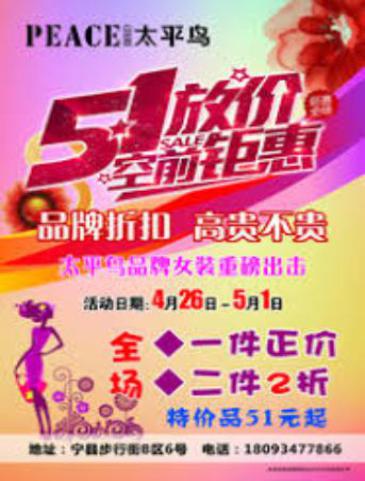 PEACE 太平鸟
5.1放价
SALE
空前钜惠
品牌折扣 高贵不贵
太平鸟品牌女装重磅出击
活动日期:4月26日-5月1日
全场
◆一件正价
◆二件2折
特价品51元起
地址:宁县步行街B区6号 电话:18093477866